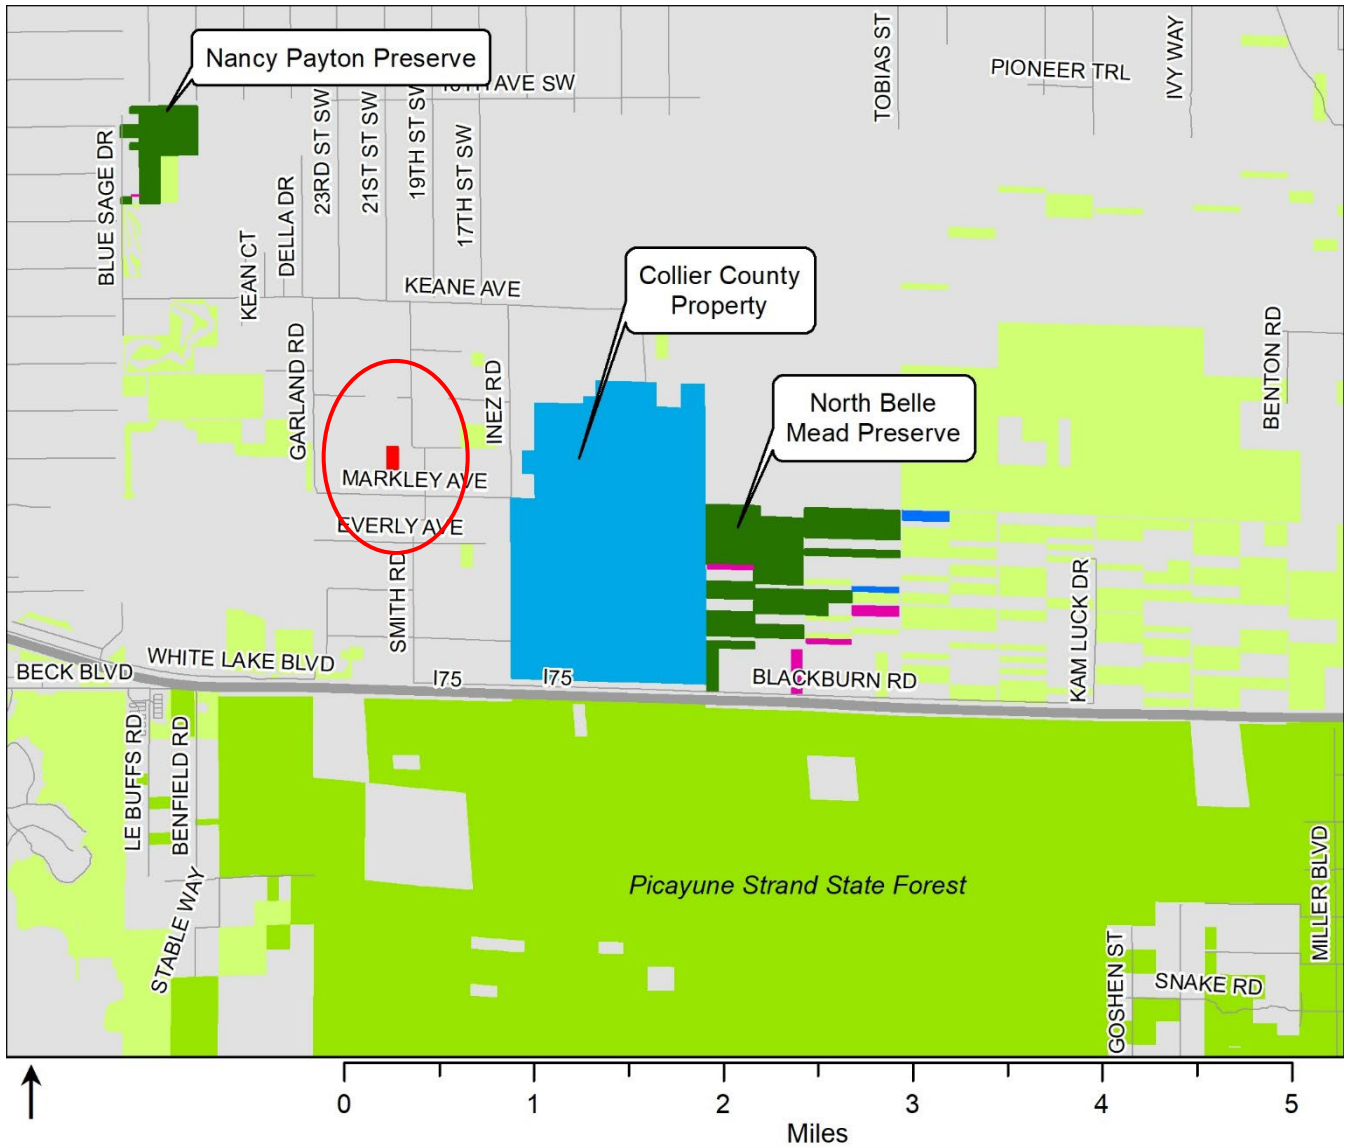 Nancy Payton Preserve
AVE SW
TOBIAS ST
PIONEER TRL
IVY WAY
BLUE SAGE DR
KEAN CT
DELLA DR
23RD ST SW
21ST ST SW
19TH ST SW
17TH ST SW
KEANE AVE
Collier County
Property
GARLAND RD
INEZ RD
BENTON RD
North Belle
Mead Preserve
MARKLEY AVE
EVERLY AVE
SMITH RD
KAM LUCK DR
BECK BLVD
WHITE LAKE BLVD
I75
I75
BLACKBURN RD
LE BUFFS RD
BENFIELD RD
STABLE WAY
Picayune Strand State Forest
MILLER BLVD
GOSHEN ST
SNAKE RD
0 1 2 3 4 5
Miles